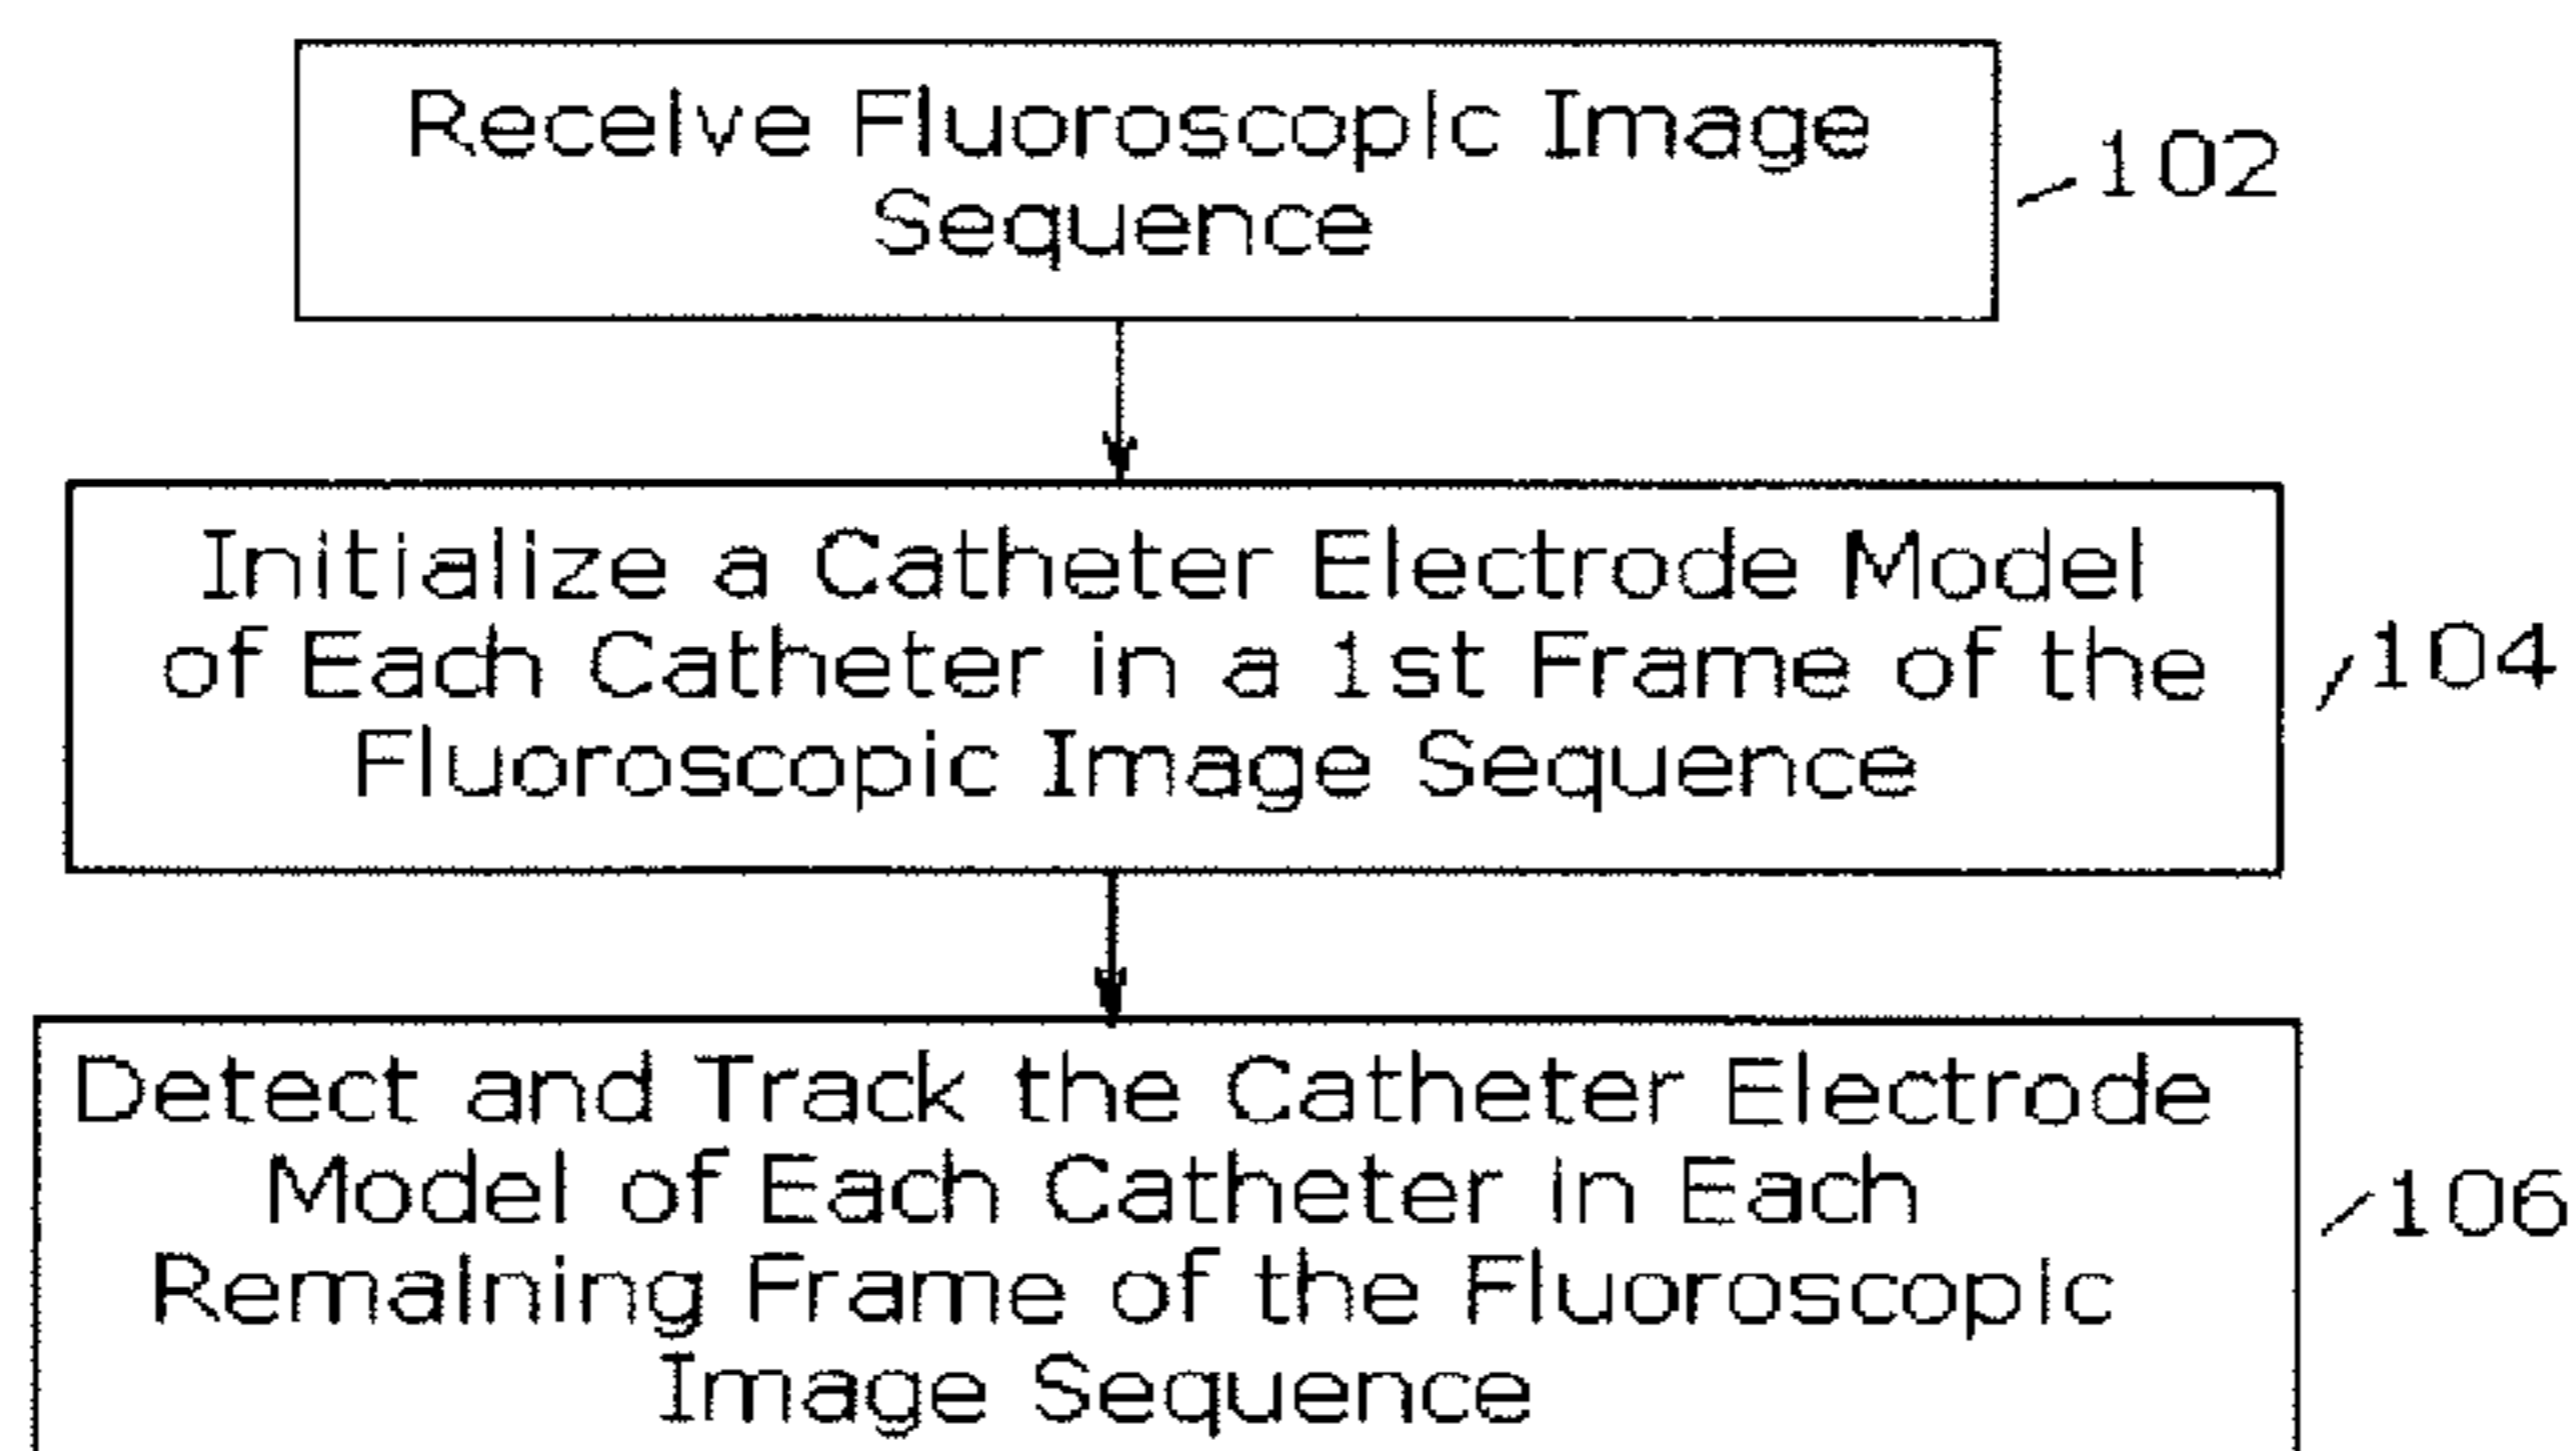 Receive Fluoroscopic Image
Sequence
102
Initialize a Catheter Electrode Model
of Each Catheter in a 1st Frame of the
Fluoroscopic Image Sequence
104
Detect and Track the Catheter Electrode
Model of Each Catheter in Each
Remaining Frame of the Fluoroscopic
Image Sequence
106